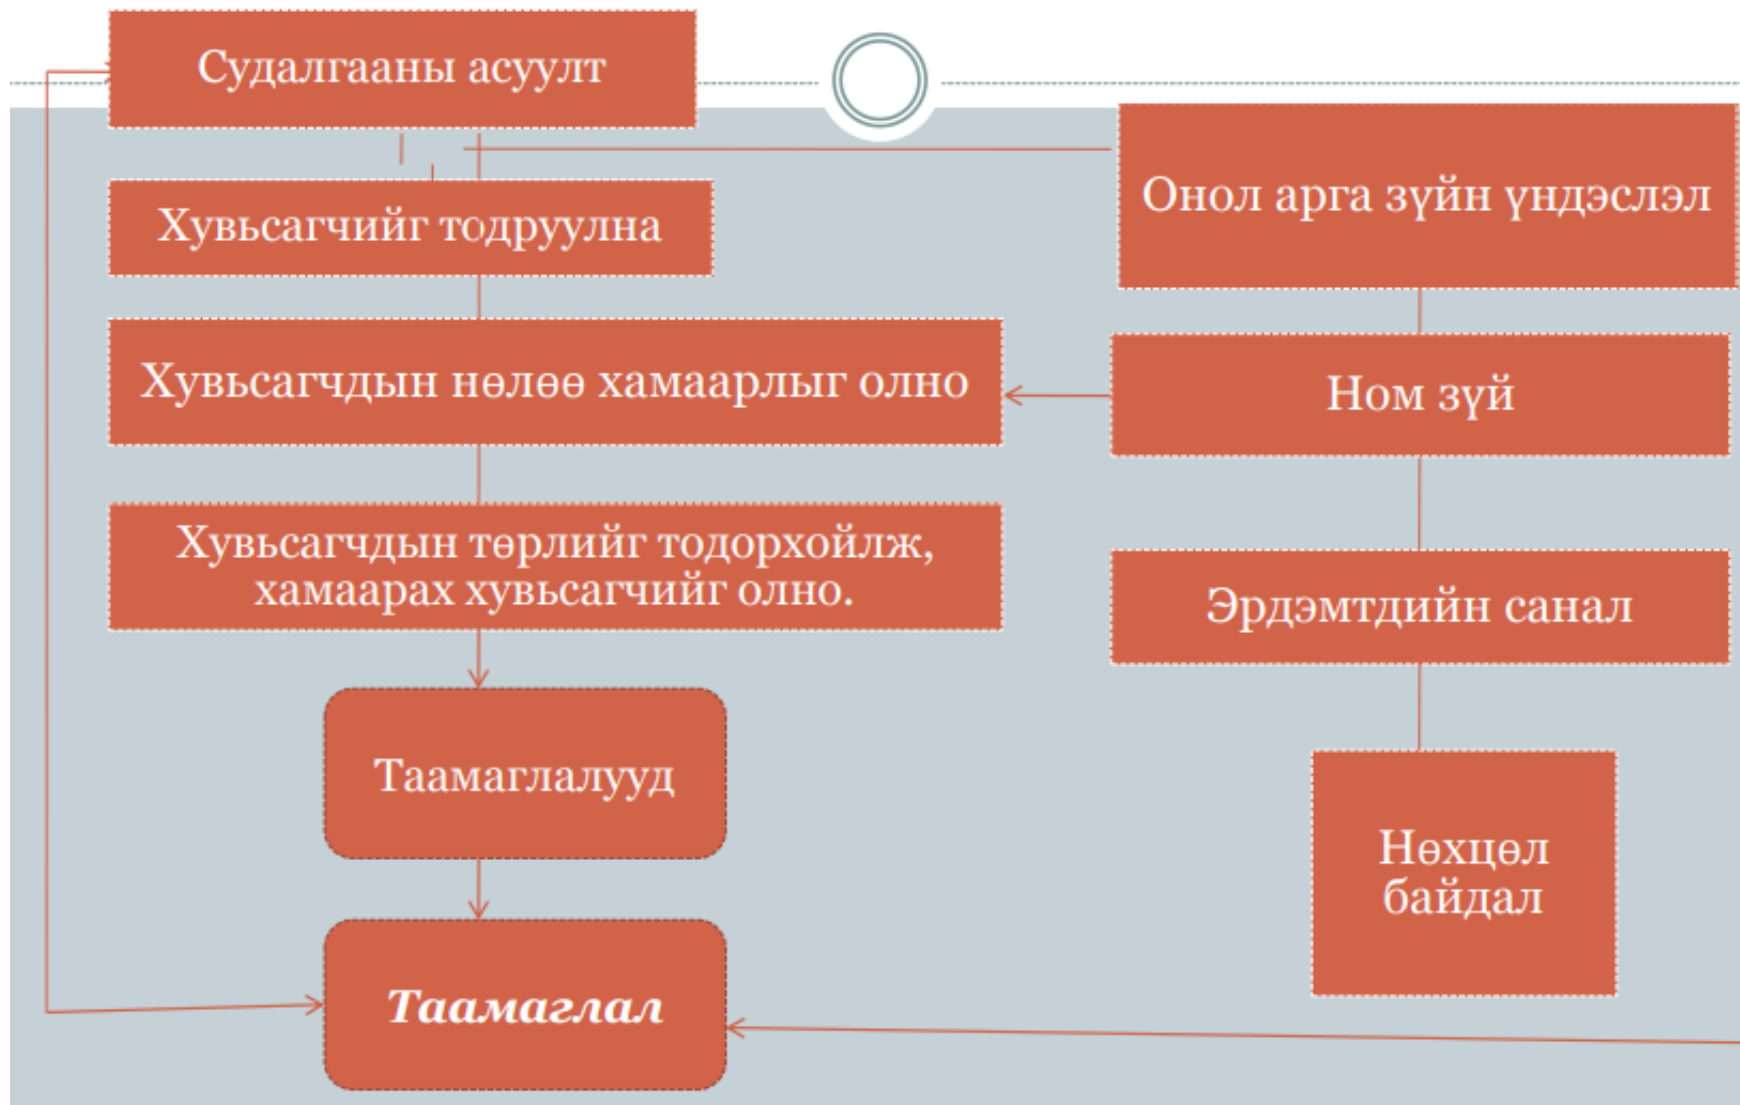 Судалгааны асуулт
Хувьсагчийг тодруулна
Хувьсагчдын нөлөө хамаарлыг олно
Хувьсагчдын төрлийг тодорхойлж,
хамаарах хувьсагчийг олно.
Таамаглалууд
Таамаглал
Онол арга зүйн үндэслэл
Ном зүй
Эрдэмтдийн санал
Нөхцөл
байдал